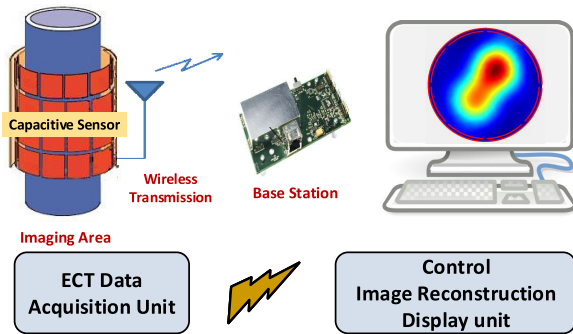 Capacitive Sensor
Wireless
Transmission
Base Station
Imaging Area
ECT Data
Acquisition Unit
Control
Image Reconstruction
Display unit